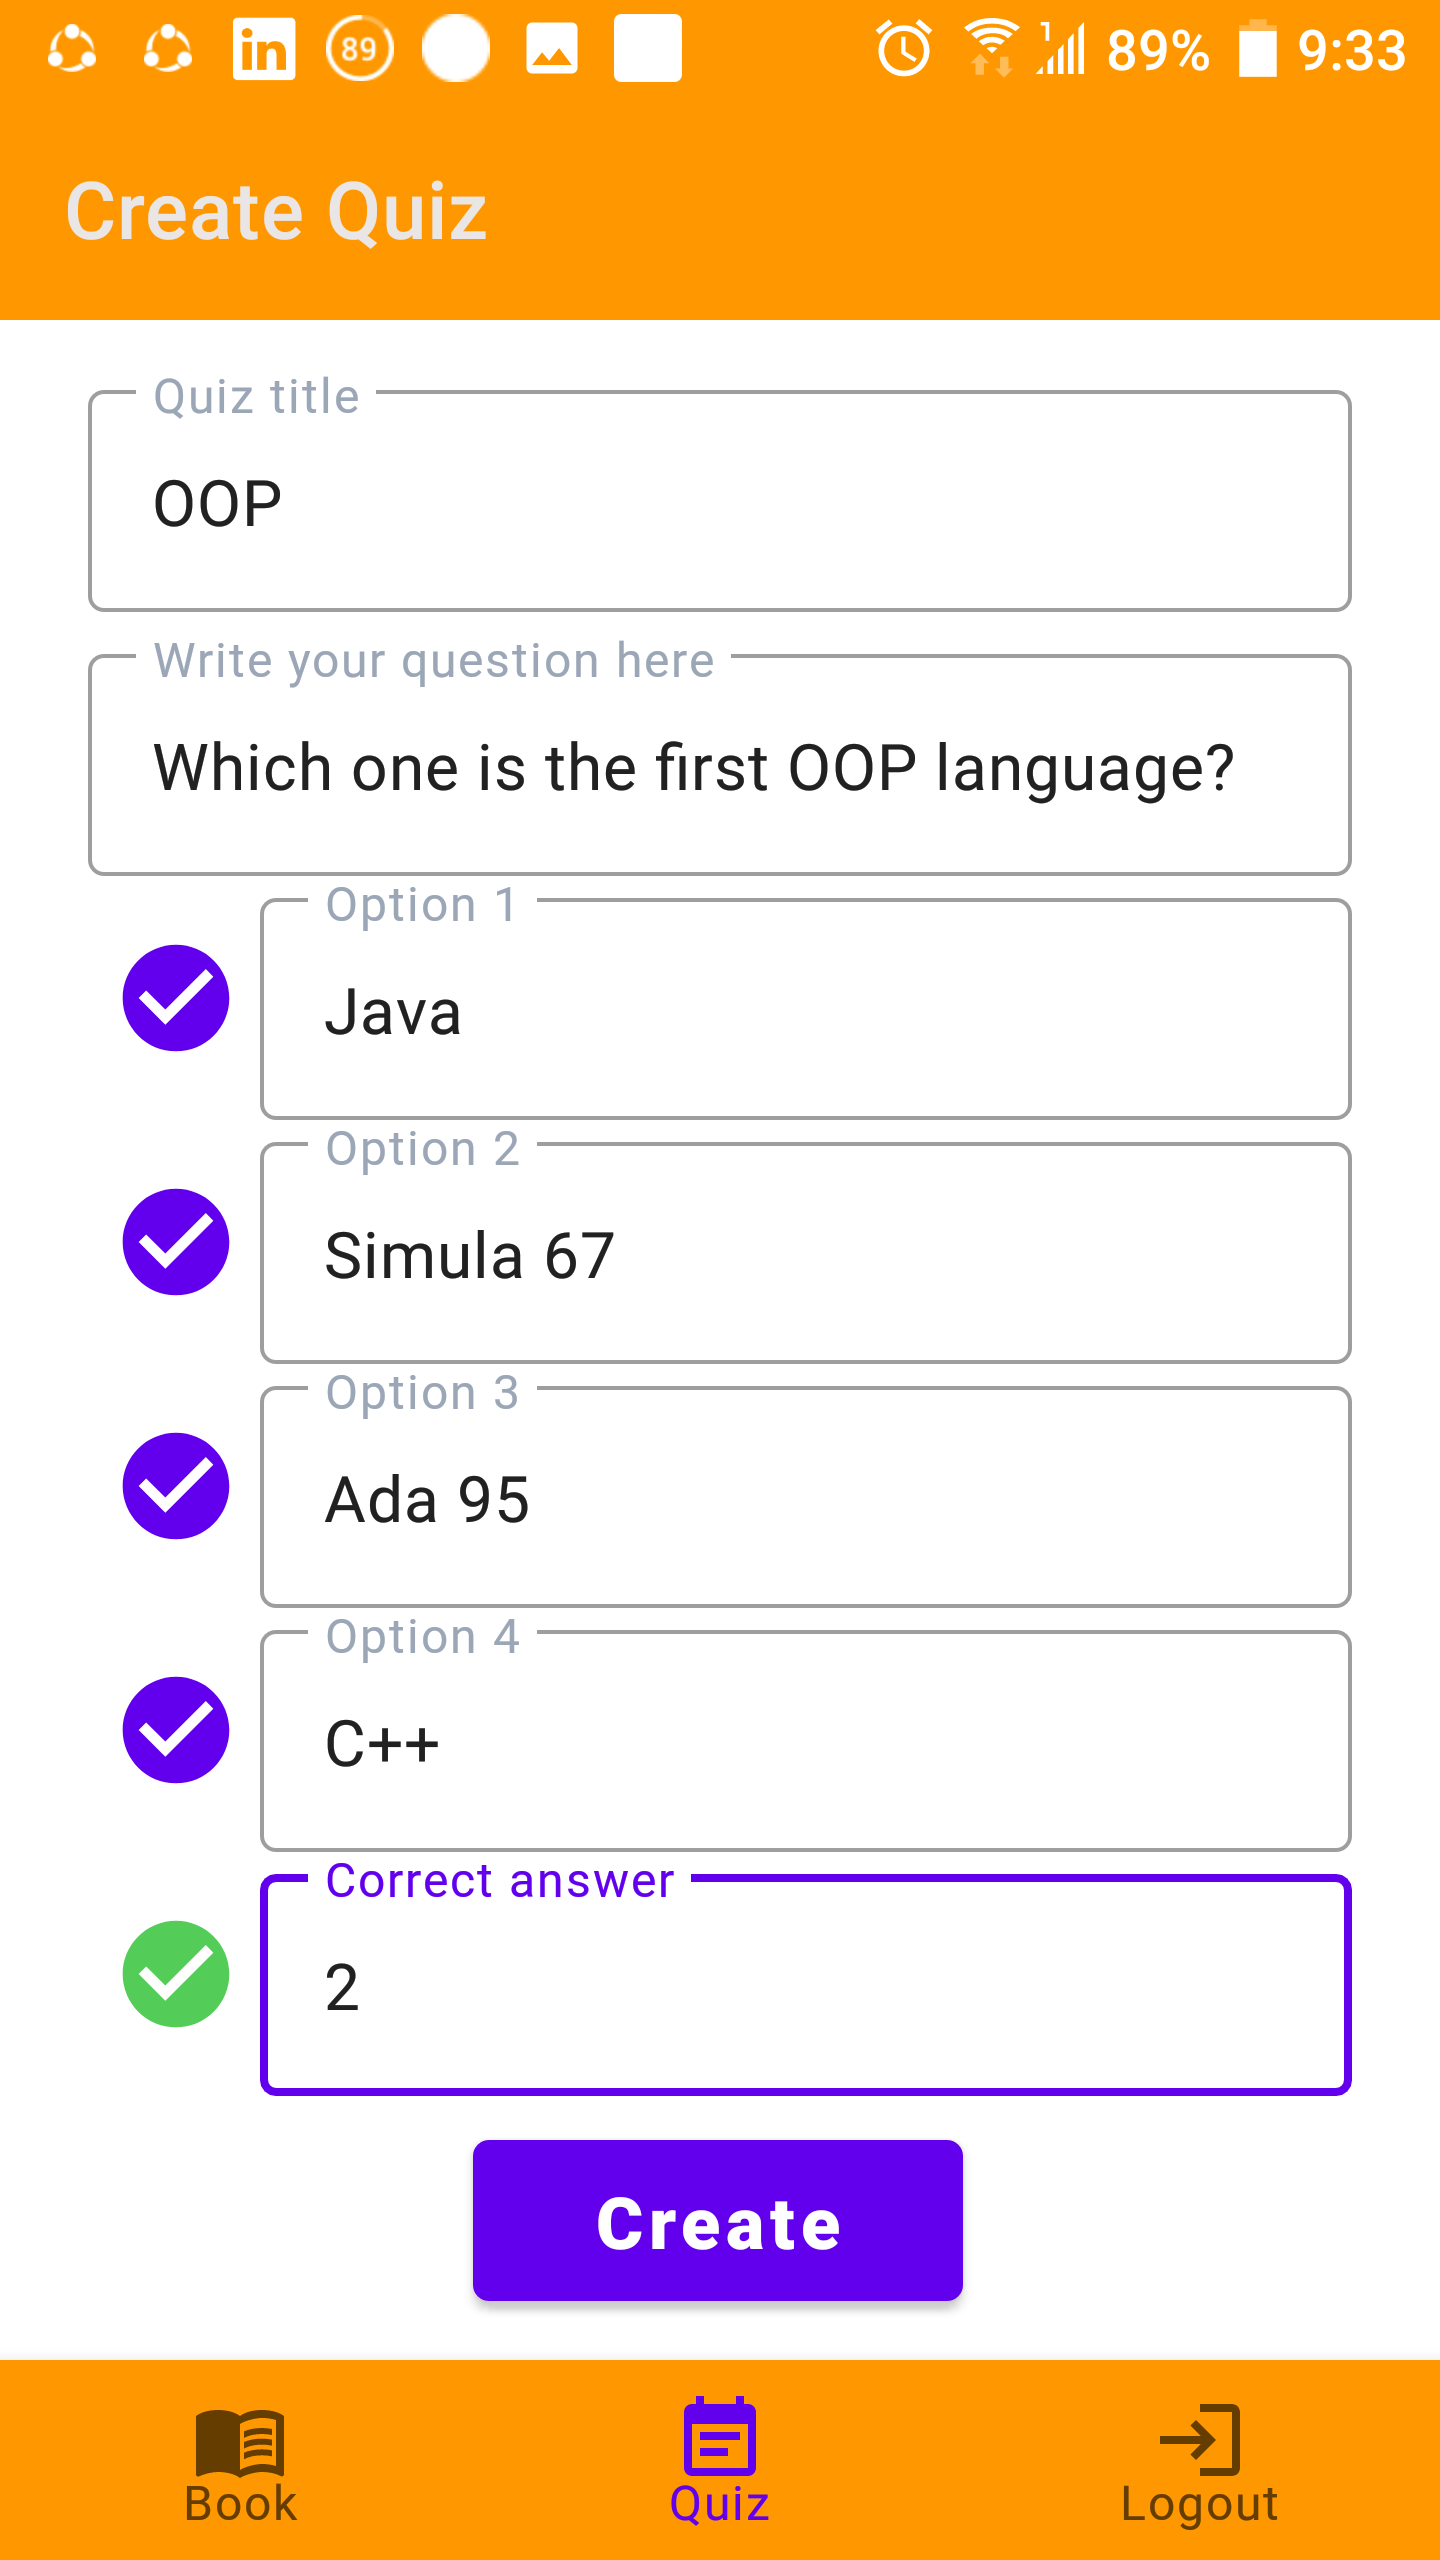 in 89 1 89% 9:33
Create Quiz
Quiz title
OOP
Write your question here
Which one is the first OOP language?
Option 1
Java
Option 2
Simula 67
Option 3
Ada 95
Option 4
C++
Correct answer
2
Create
Book Quiz Logout